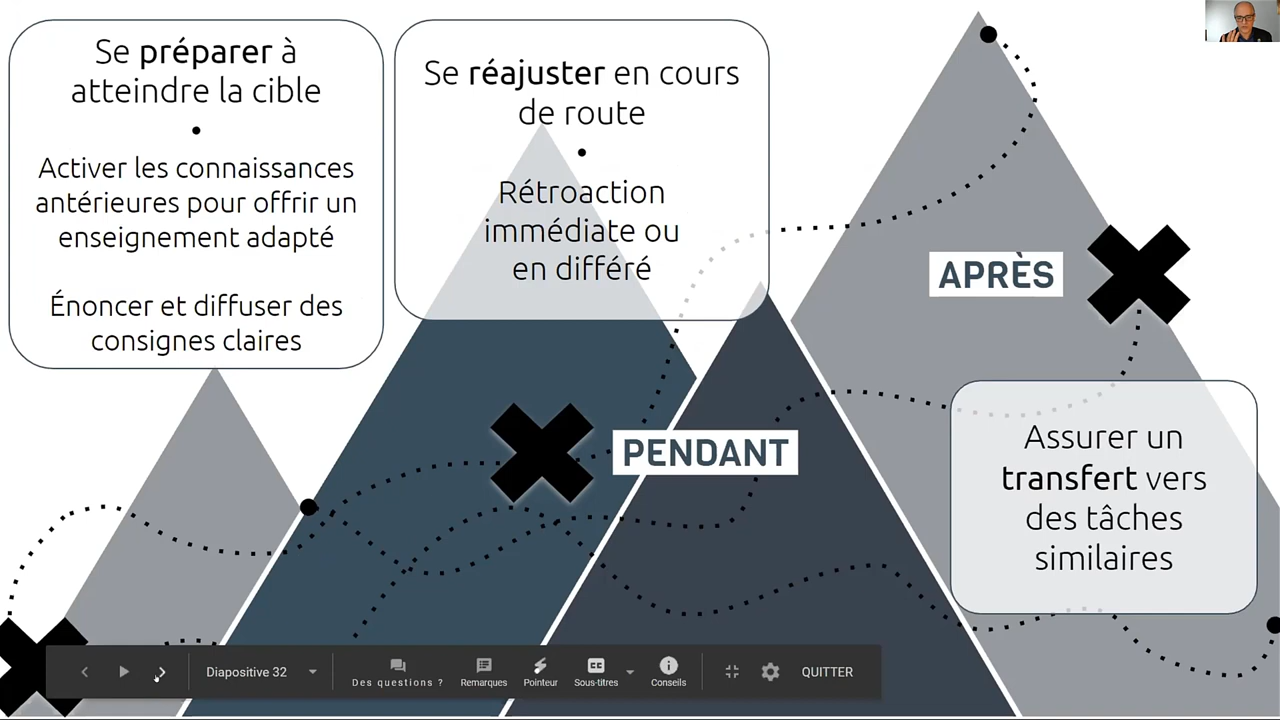 Se préparer à
atteindre la cible
•
Activer les connaissances
antérieures pour offrir un
enseignement adapté
Énoncer et diffuser des
consignes claires
Se réajuster en cours
de route
•
Rétroaction
immédiate ou
en différé
APRÈS
PENDANT
Assurer un
transfert vers
des tâches
similaires
Diapositive 32
Des questions ?
Remarques
Pointeur
CC
Sous-titres
Conseils
QUITTER